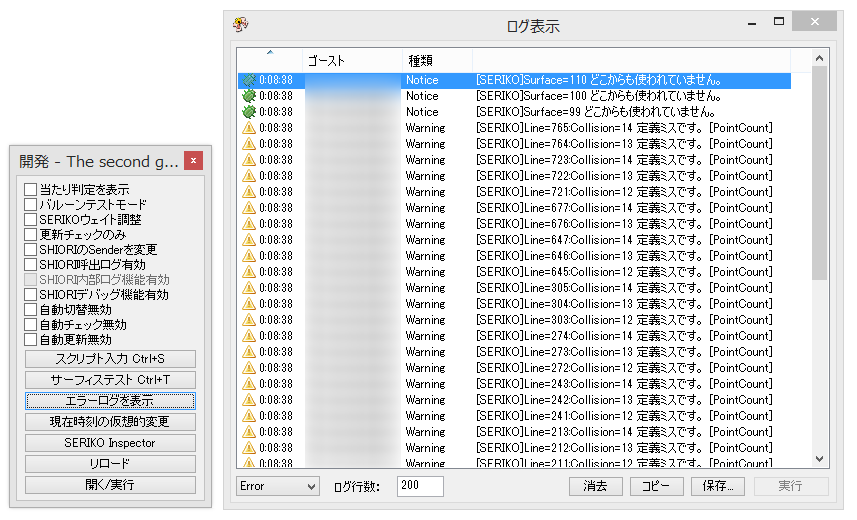 ログ表示
ゴースト 種類
0:08:38 Notice [SERIKO]Surface=110 どこからも使われていません。
0:08:38 Notice [SERIKO]Surface=100 どこからも使われていません。
0:08:38 Notice [SERIKO]Surface=99 どこからも使われていません。
0:08:38 Warning [SERIKO]Line=765:Collision=14 定義ミスです。[PointCount]
0:08:38 Warning [SERIKO]Line=764:Collision=13 定義ミスです。[PointCount]
0:08:38 Warning [SERIKO]Line=723:Collision=14 定義ミスです。[PointCount]
0:08:38 Warning [SERIKO]Line=722:Collision=13 定義ミスです。[PointCount]
0:08:38 Warning [SERIKO]Line=721:Collision=12 定義ミスです。[PointCount]
0:08:38 Warning [SERIKO]Line=677:Collision=14 定義ミスです。[PointCount]
0:08:38 Warning [SERIKO]Line=676:Collision=13 定義ミスです。[PointCount]
0:08:38 Warning [SERIKO]Line=647:Collision=14 定義ミスです。[PointCount]
0:08:38 Warning [SERIKO]Line=646:Collision=13 定義ミスです。[PointCount]
0:08:38 Warning [SERIKO]Line=645:Collision=12 定義ミスです。[PointCount]
0:08:38 Warning [SERIKO]Line=305:Collision=14 定義ミスです。[PointCount]
0:08:38 Warning [SERIKO]Line=304:Collision=13 定義ミスです。[PointCount]
0:08:38 Warning [SERIKO]Line=303:Collision=12 定義ミスです。[PointCount]
0:08:38 Warning [SERIKO]Line=274:Collision=14 定義ミスです。[PointCount]
0:08:38 Warning [SERIKO]Line=273:Collision=13 定義ミスです。[PointCount]
0:08:38 Warning [SERIKO]Line=272:Collision=12 定義ミスです。[PointCount]
0:08:38 Warning [SERIKO]Line=243:Collision=14 定義ミスです。[PointCount]
0:08:38 Warning [SERIKO]Line=242:Collision=13 定義ミスです。[PointCount]
0:08:38 Warning [SERIKO]Line=241:Collision=12 定義ミスです。[PointCount]
0:08:38 Warning [SERIKO]Line=213:Collision=14 定義ミスです。[PointCount]
0:08:38 Warning [SERIKO]Line=212:Collision=13 定義ミスです。[PointCount]
0:08:38 Warning [SERIKO]Line=211:Collision=12 定義ミスです。[PointCount]
Error ログ行数: 200 消去 コピー 保存... 実行
開発 - The second g...
当たり判定を表示
バルーンテストモード
SERIKOウェイト調整
更新チェックのみ
SHIORIのSenderを変更
SHIORI呼出ログ有効
SHIORI内部ログ機能有効
SHIORIデバッグ機能有効
自動切替無効
自動チェック無効
自動更新無効
スクリプト入力 Ctrl+S
サーフィステスト Ctrl+T
エラーログを表示
現在時刻の仮想的変更
SERIKO Inspector
リロード
開く/実行